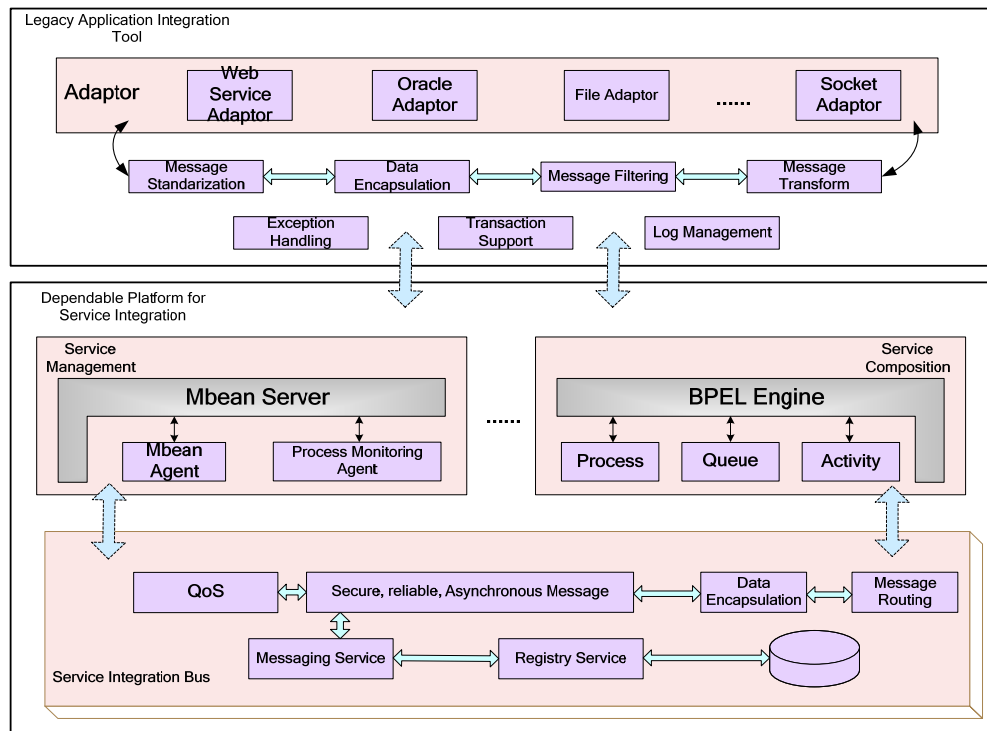 Legacy Application Integration
Tool
Adaptor
Web
Service
Adaptor
Oracle
Adaptor
File Adaptor
......
Socket
Adaptor
Message
Standarization
Data
Encapsulation
Message Filtering
Message
Transform
Exception
Handling
Transaction
Support
Log Management
Dependable Platform for
Service Integration
Service
Management
Mbean Server
Mbean
Agent
Process Monitoring
Agent
......
Service
Composition
BPEL Engine
Process
Queue
Activity
QoS
Secure, reliable, Asynchronous Message
Data
Encapsulation
Message
Routing
Messaging Service
Registry Service
Service Integration Bus